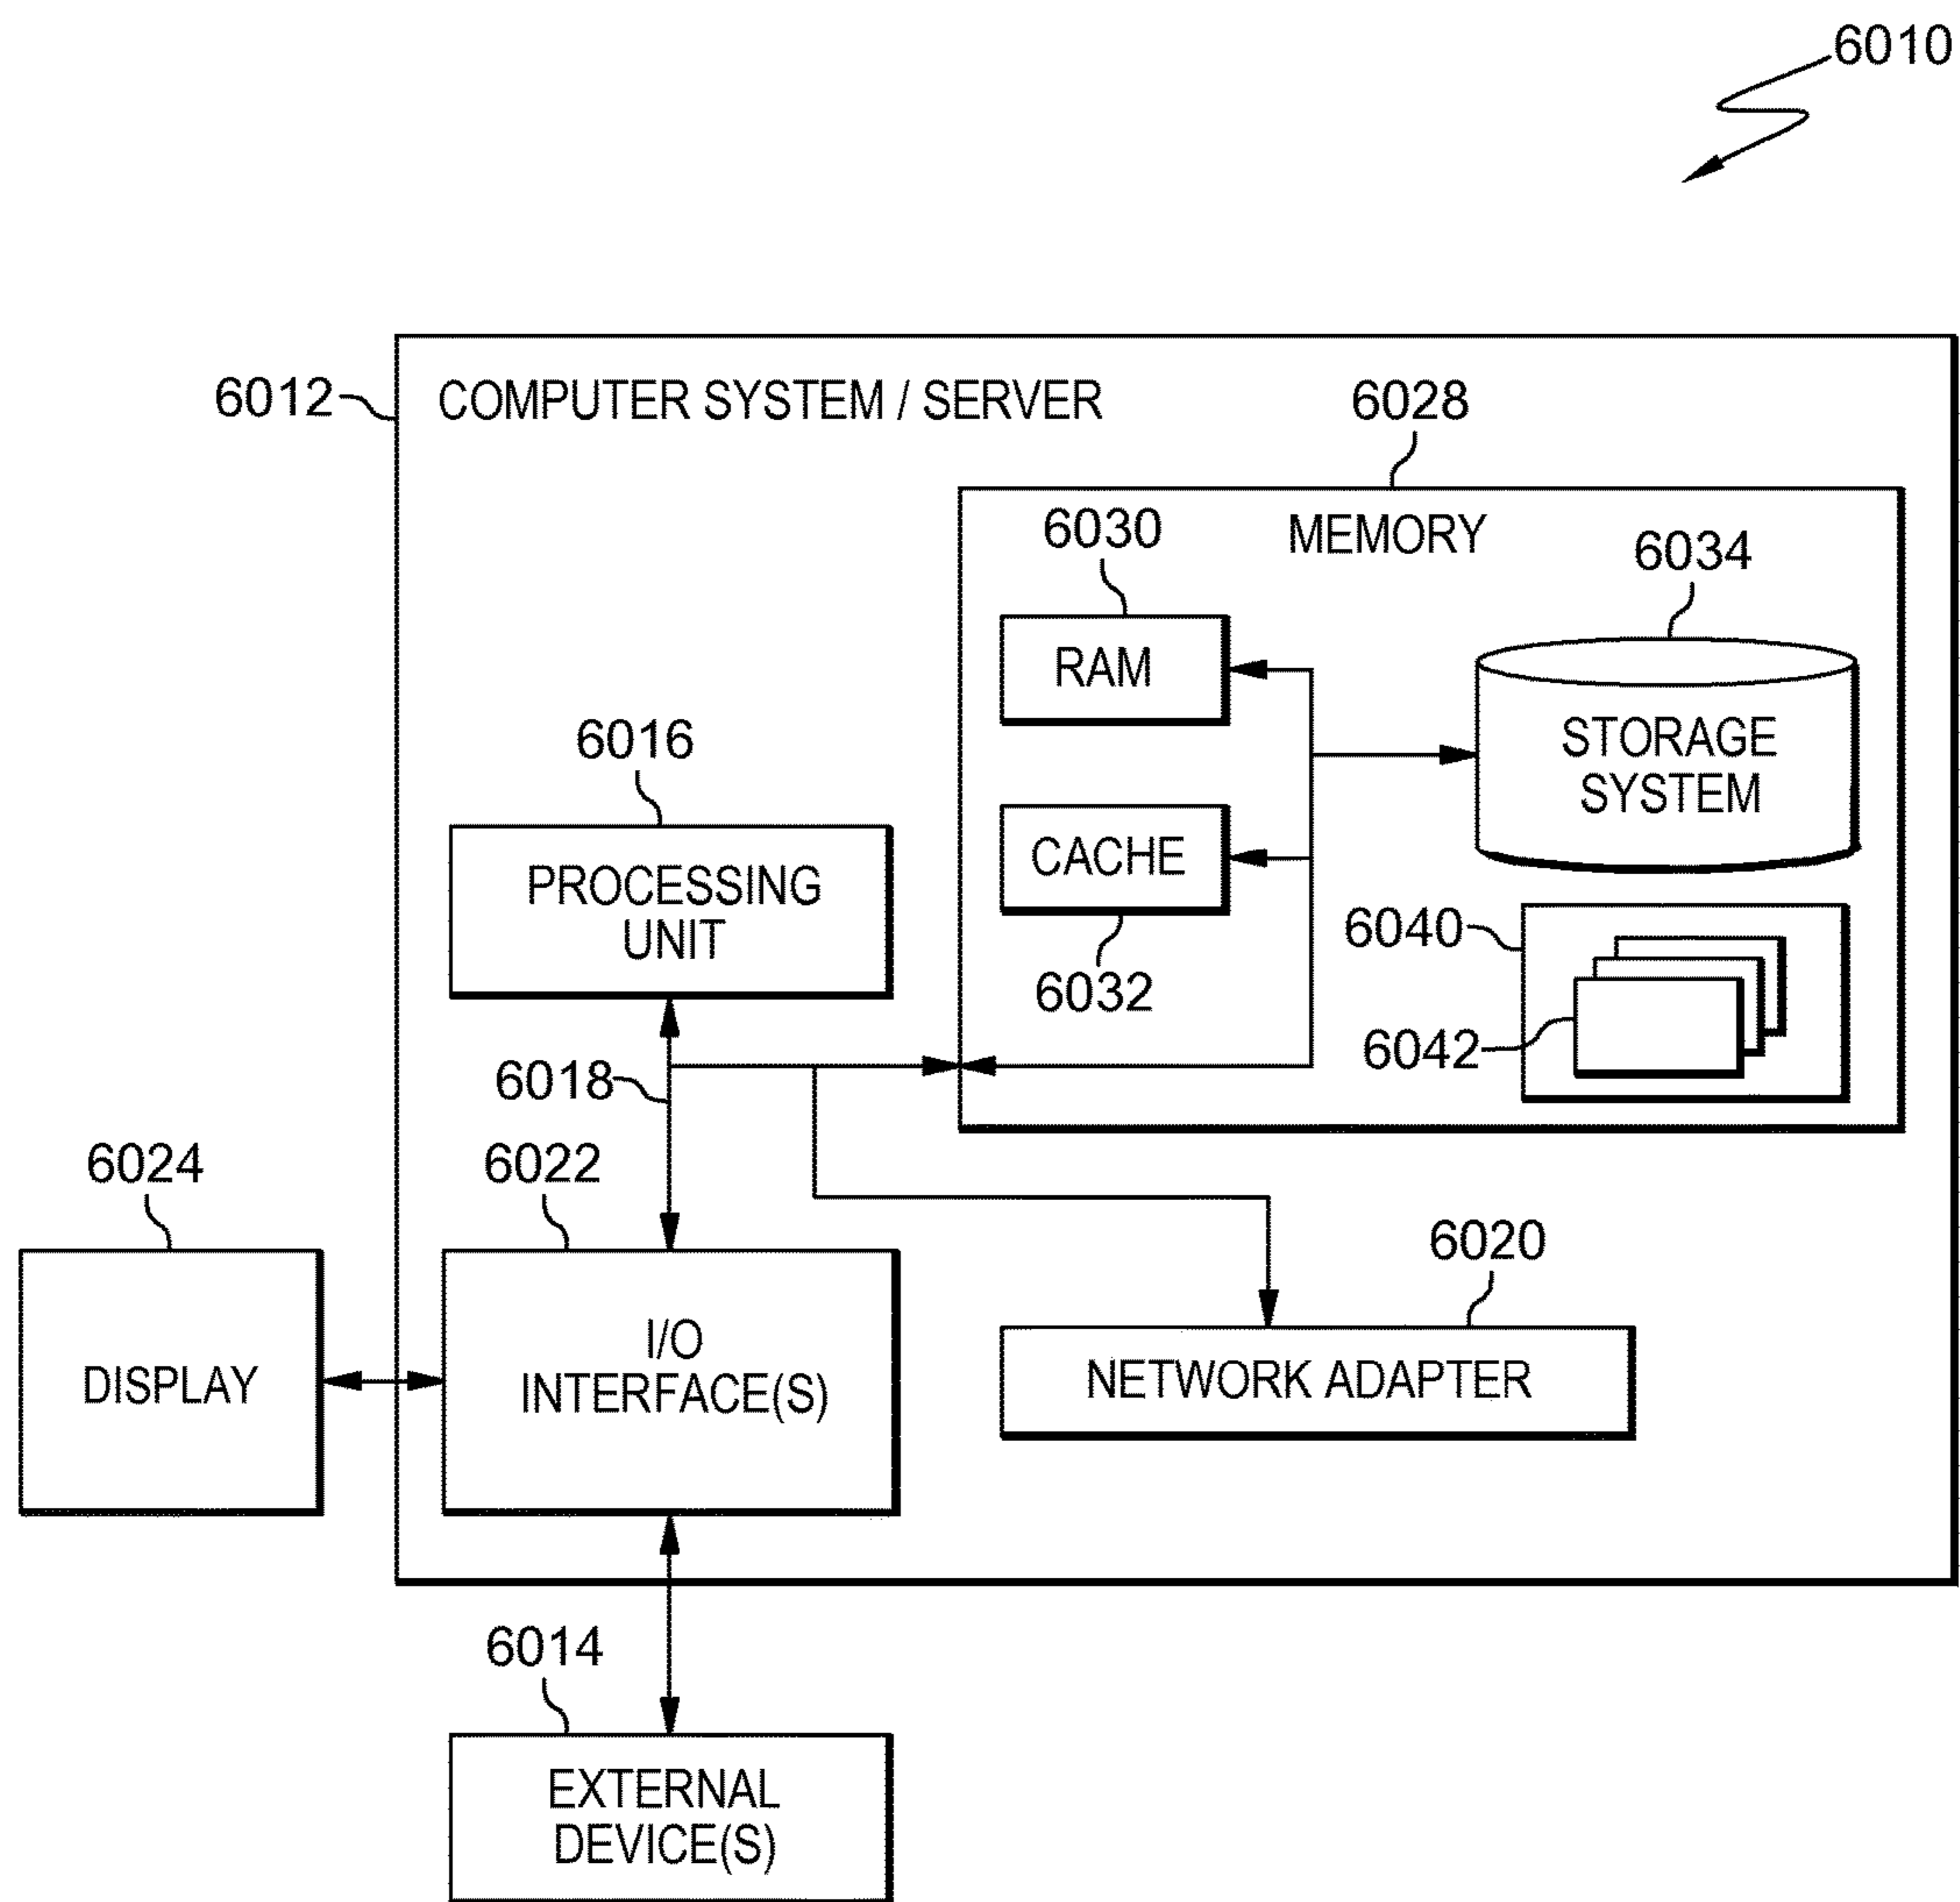 6010
6012
COMPUTER SYSTEM / SERVER
6028
MEMORY
6030
RAM
6034
STORAGE
SYSTEM
6016
PROCESSING
UNIT
CACHE
6032
6040
6042
6018
6024
DISPLAY
6022
I/O
INTERFACE(S)
6020
NETWORK ADAPTER
6014
EXTERNAL
DEVICE(S)